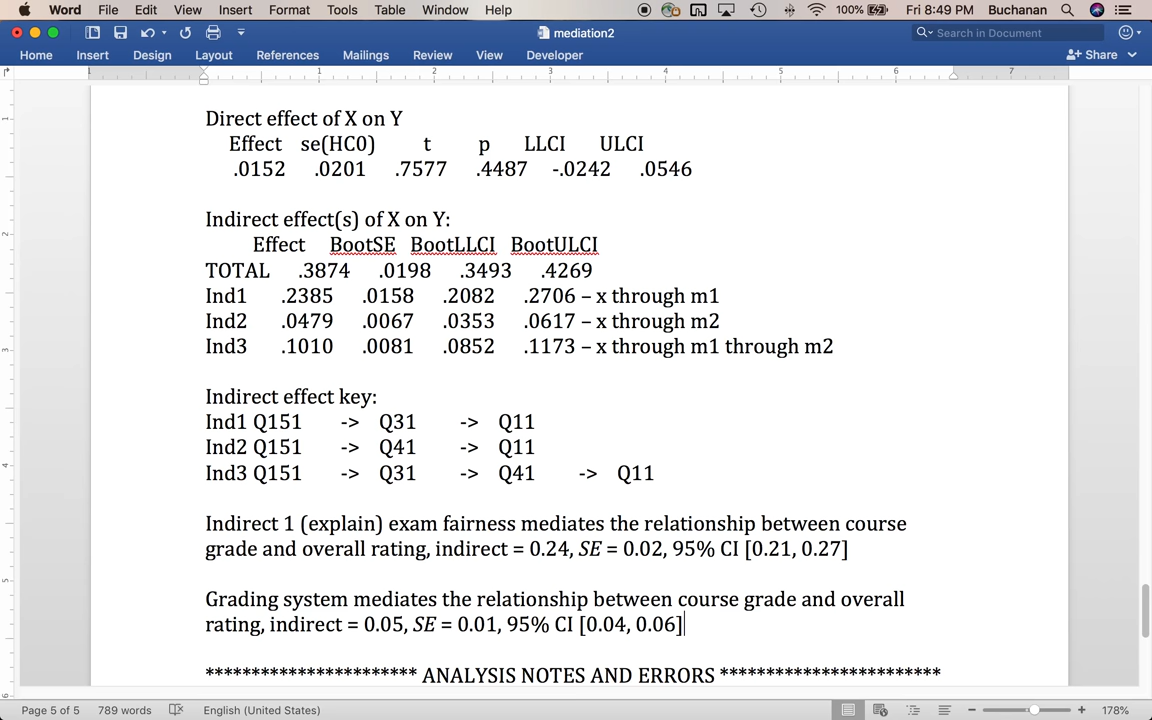 Word File Edit View Insert Format Tools Table Window Help 100% Fri 8:49 PM Buchanan
mediation2 Search in Document
Home Insert Design Layout References Mailings Review View Developer Share
1 1 2 3 4 5 6 7
Direct effect of X on Y
Effect se(HC0) t p LLCI ULCI
.0152 .0201 .7577 .4487 -.0242 .0546
Indirect effect(s) of X on Y:
Effect BootSE BootLLCI BootULCI
TOTAL .3874 .0198 .3493 .4269
Ind1 .2385 .0158 .2082 .2706 – x through m1
Ind2 .0479 .0067 .0353 .0617 – x through m2
Ind3 .1010 .0081 .0852 .1173 – x through m1 through m2
Indirect effect key:
Ind1 Q151 -> Q31 -> Q11
Ind2 Q151 -> Q41 -> Q11
Ind3 Q151 -> Q31 -> Q41 -> Q11
Indirect 1 (explain) exam fairness mediates the relationship between course
grade and overall rating, indirect = 0.24, SE = 0.02, 95% CI [0.21, 0.27]
Grading system mediates the relationship between course grade and overall
rating, indirect = 0.05, SE = 0.01, 95% CI [0.04, 0.06]
*********************** ANALYSIS NOTES AND ERRORS ************************
Page 5 of 5 789 words English (United States) 178%